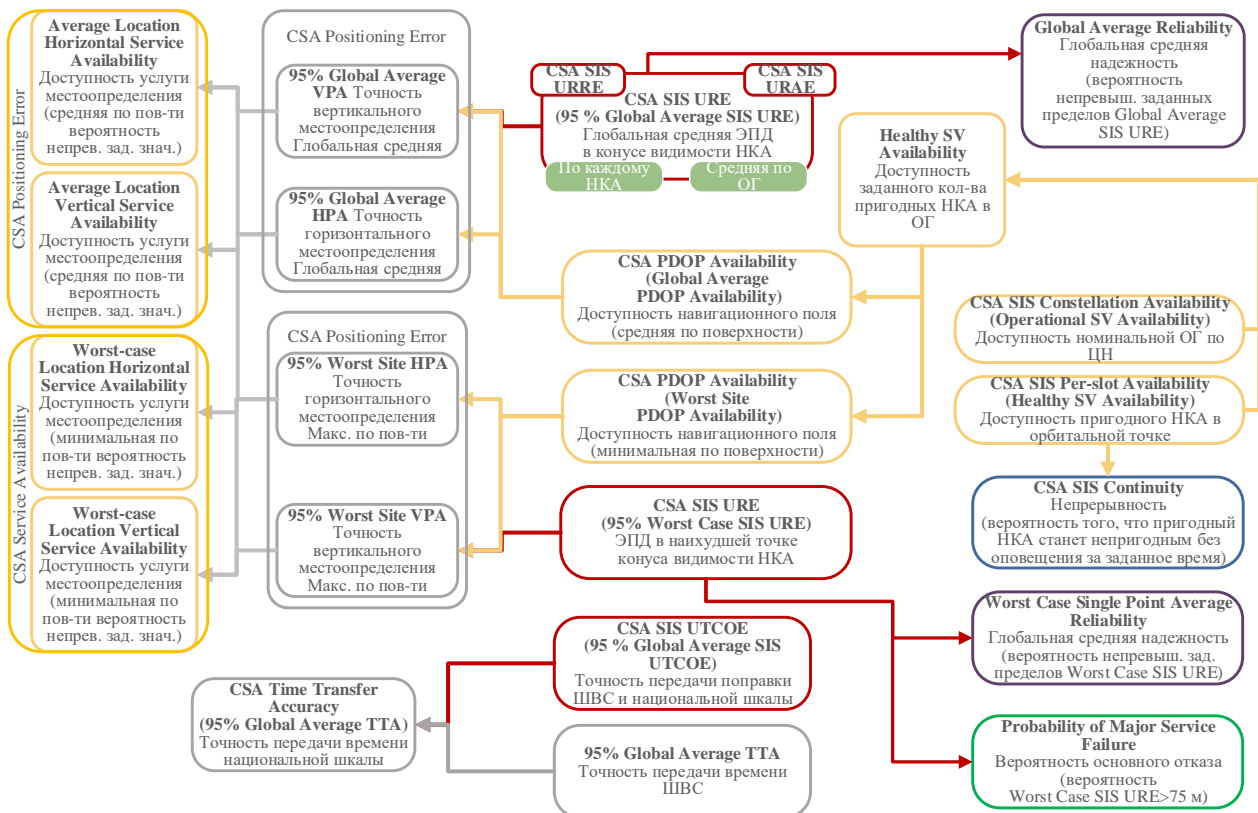 CSA Positioning Error
Average Location
Horizontal Service
Availability
Доступность услуги
местоопределения
(средняя по пов-ти
вероятность
непрев. зад. знач.)
Average Location
Vertical Service
Availability
Доступность услуги
местоопределения
(средняя по пов-ти
вероятность
непрев. зад. знач.)
CSA Service Availability
Worst-case
Location Horizontal
Service Availability
Доступность услуги
местоопределения
(минимальная по
пов-ти вероятность
непрев. зад. знач.)
Worst-case
Location Vertical
Service Availability
Доступность услуги
местоопределения
(минимальная по
пов-ти вероятность
непрев. зад. знач.)
CSA Positioning Error
95% Global Average
VPA Точность
вертикального
местоопределения
Глобальная средняя
95% Global Average
HPA Точность
горизонтального
местоопределения
Глобальная средняя
CSA Positioning Error
95% Worst Site HPA
Точность
горизонтального
местоопределения
Макс. по пов-ти
95% Worst Site VPA
Точность
вертикального
местоопределения
Макс. по пов-ти
CSA Time Transfer
Accuracy
(95% Global Average TTA)
Точность передачи времени
национальной шкалы
CSA SIS
URRE
CSA SIS
URAE
CSA SIS URE
(95 % Global Average SIS URE)
Глобальная средняя ЭПД
в конусе видимости НКА
По каждому
НКА
Средняя по
ОГ
CSA PDOP Availability
(Global Average
PDOP Availability)
Доступность навигационного поля
(средняя по поверхности)
CSA PDOP Availability
(Worst Site
PDOP Availability)
Доступность навигационного поля
(минимальная по поверхности)
CSA SIS URE
(95% Worst Case SIS URE)
ЭПД в наихудшей точке
конуса видимости НКА
CSA SIS UTCOE
(95 % Global Average SIS
UTCOE)
Точность передачи поправки
ШВС и национальной шкалы
95% Global Average TTA
Точность передачи времени
ШВС
Global Average Reliability
Глобальная средняя
надежность
(вероятность
непревыш. заданных
пределов Global Average
SIS URE)
Healthy SV
Availability
Доступность
заданного кол-ва
пригодных НКА в
ОГ
CSA SIS Constellation Availability
(Operational SV Availability)
Доступность номинальной ОГ по
ЦН
CSA SIS Per-slot Availability
(Healthy SV Availability)
Доступность пригодного НКА в
орбитальной точке
CSA SIS Continuity
Непрерывность
(вероятность того, что пригодный
НКА станет непригодным без
оповещения за заданное время)
Worst Case Single Point Average
Reliability
Глобальная средняя надежность
(вероятность непревыш. зад.
пределов Worst Case SIS URE)
Probability of Major Service
Failure
Вероятность основного отказа
(вероятность
Worst Case SIS URE>75 м)